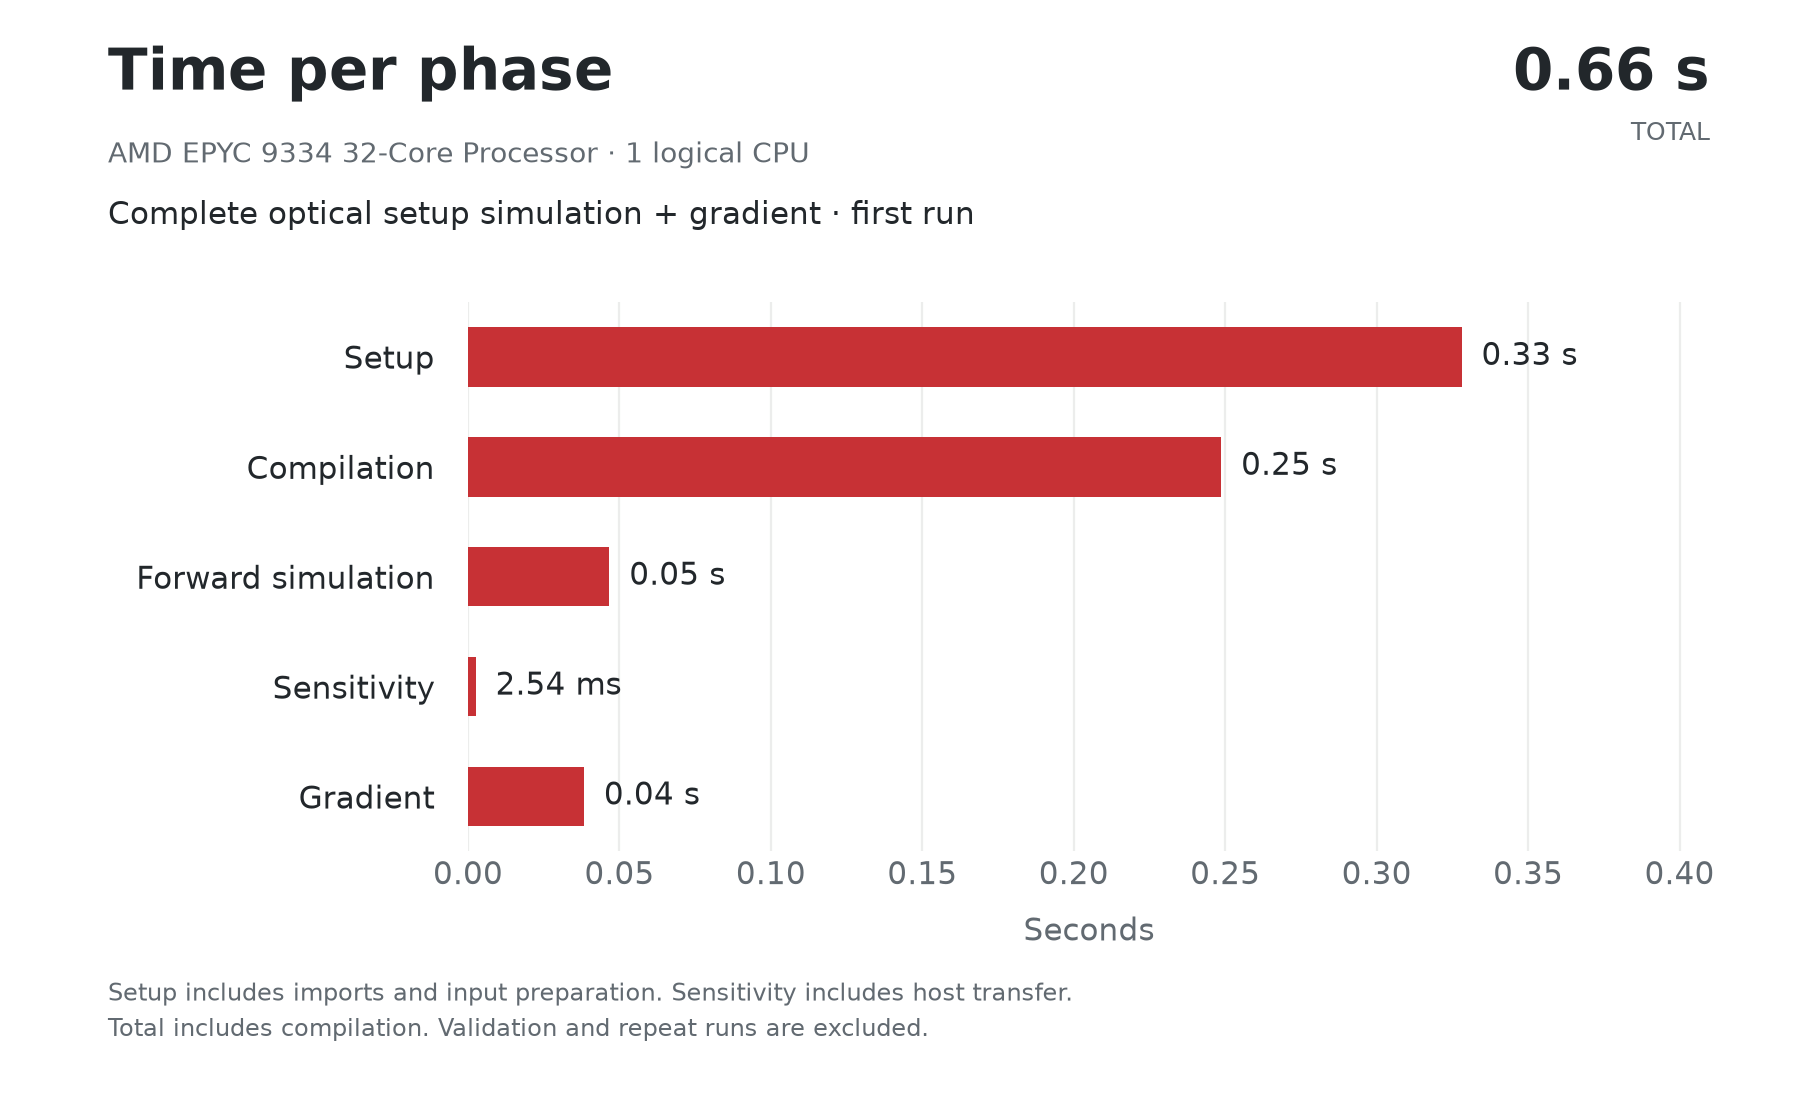 Time per phase
0.66 s
TOTAL
AMD EPYC 9334 32-Core Processor · 1 logical CPU
Complete optical setup simulation + gradient · first run
Setup
0.33 s
Compilation
0.25 s
Forward simulation
0.05 s
Sensitivity
2.54 ms
Gradient
0.04 s
0.00 0.05 0.10 0.15 0.20 0.25 0.30 0.35 0.40
Seconds
Setup includes imports and input preparation. Sensitivity includes host transfer.
Total includes compilation. Validation and repeat runs are excluded.